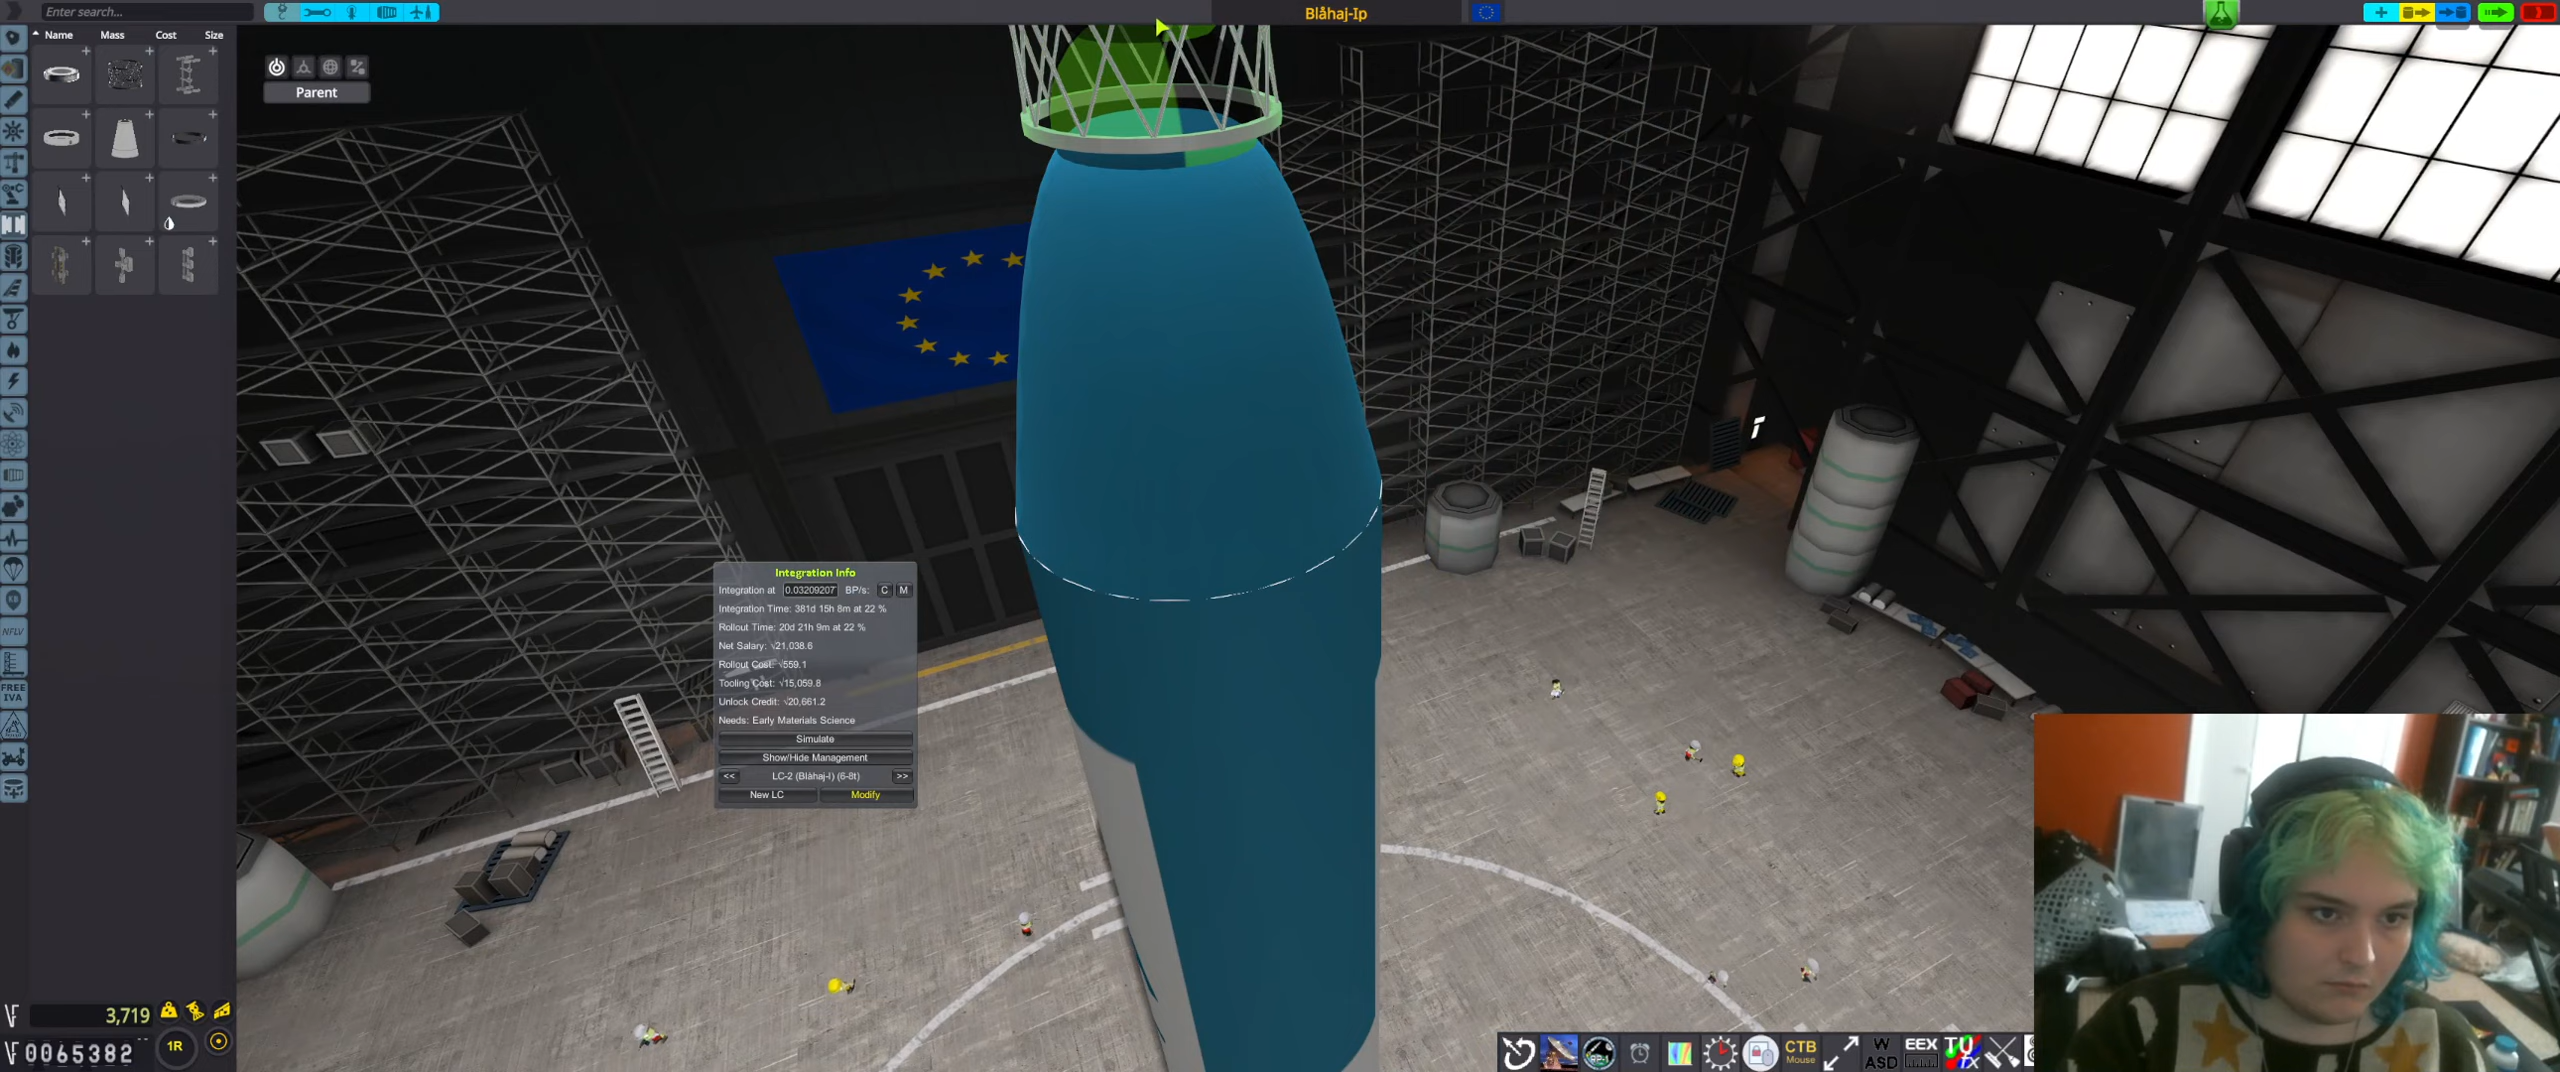 Enter search...
Blåhaj-Ip
Name Mass Cost Size
Parent
Integration Info
Integration at 0.03209207 BP/s: C M
Integration Time: 381d 15h 8m at 22 %
Rollout Time: 20d 21h 9m at 22 %
Net Salary: √21,038.6
Rollout Cost: √559.1
Tooling Cost: √15,059.8
Unlock Credit: √20,661.2
Needs: Early Materials Science
Simulate
Show/Hide Management
<< LC-2 (Blåhaj-I) (6-8t) >>
New LC Modify
NFLV
FREE
IVA
3,719
0065382
1R
CTB
Mouse
W
ASD
EEX
TU
fx